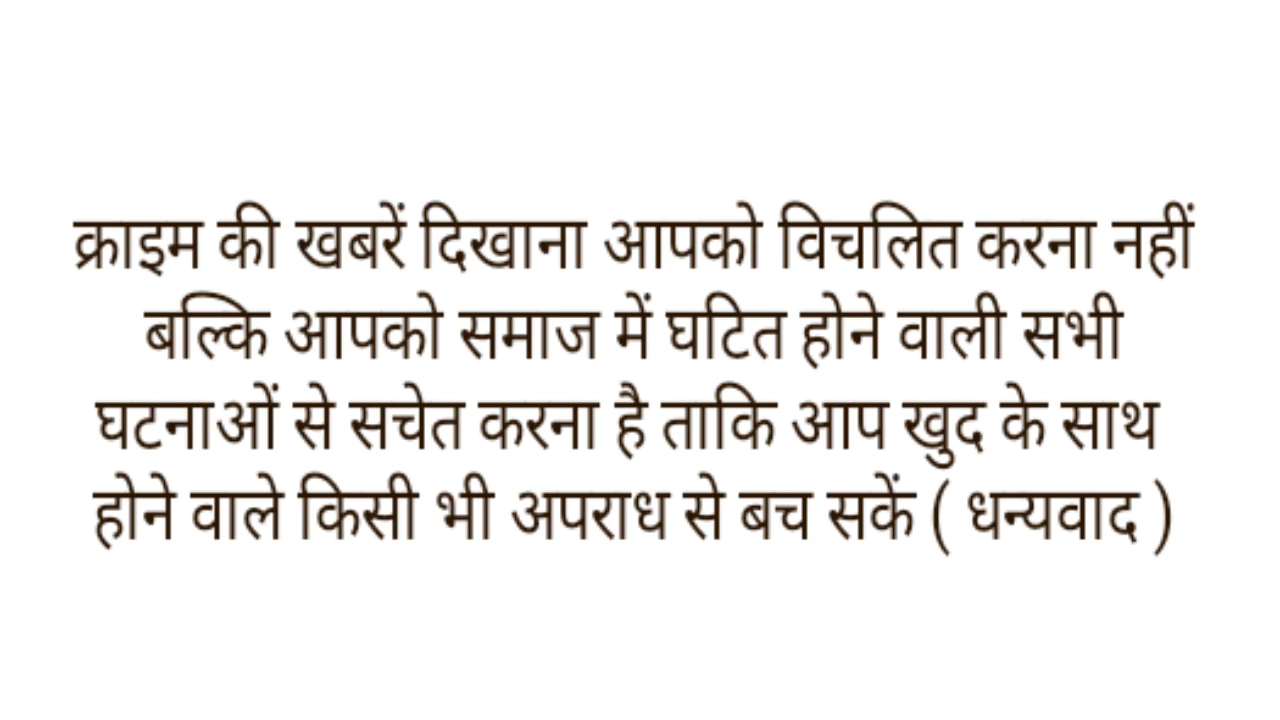 क्राइम की खबरें दिखाना आपको विचलित करना नहीं
बल्कि आपको समाज में घटित होने वाली सभी
घटनाओं से सचेत करना है ताकि आप खुद के साथ
होने वाले किसी भी अपराध से बच सकें ( धन्यवाद )